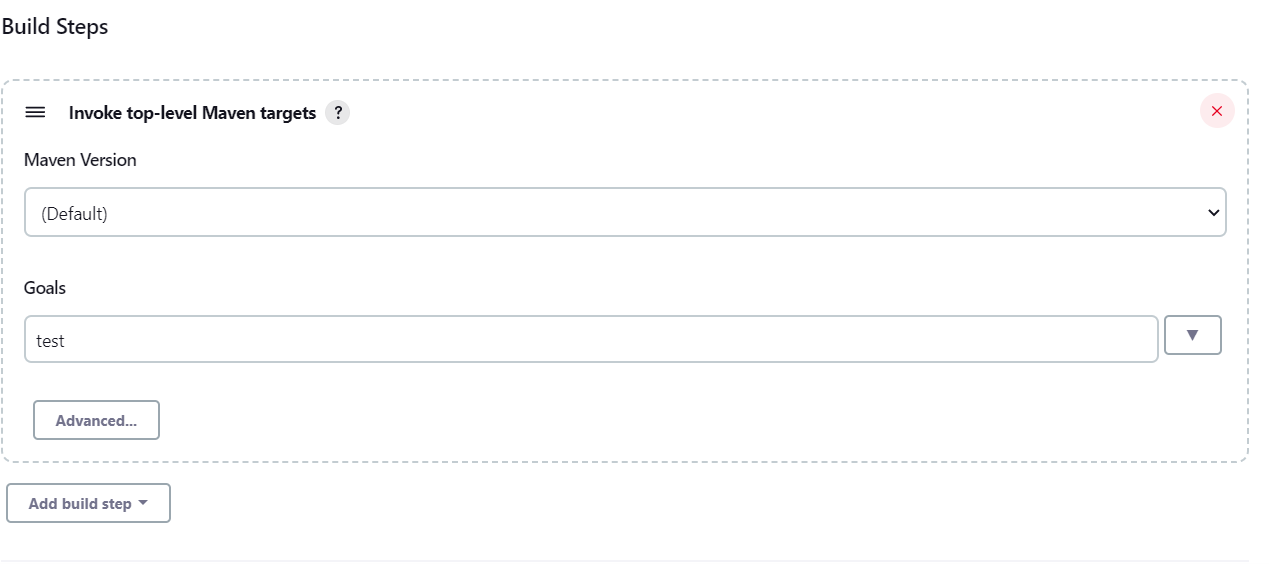 Build Steps
Invoke top-level Maven targets ?
Maven Version
(Default)
Goals
test
Advanced...
Add build step